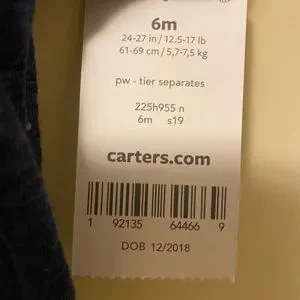 6m
24-27 in / 12.5-17 lb
61-69 cm / 5,7-7,5 kg
pw - tier separates
225h955 n
6m s19
carters.com
1 92135 64466 9
DOB 12/2018